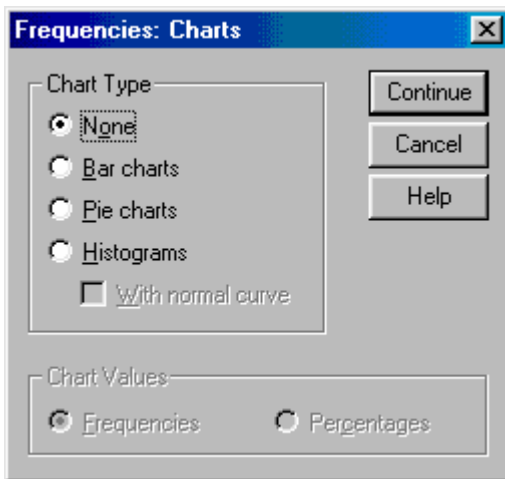 Frequencies: Charts
Chart Type
None
Bar charts
Pie charts
Histograms
With normal curve
Continue
Cancel
Help
Chart Values
Frequencies Percentages